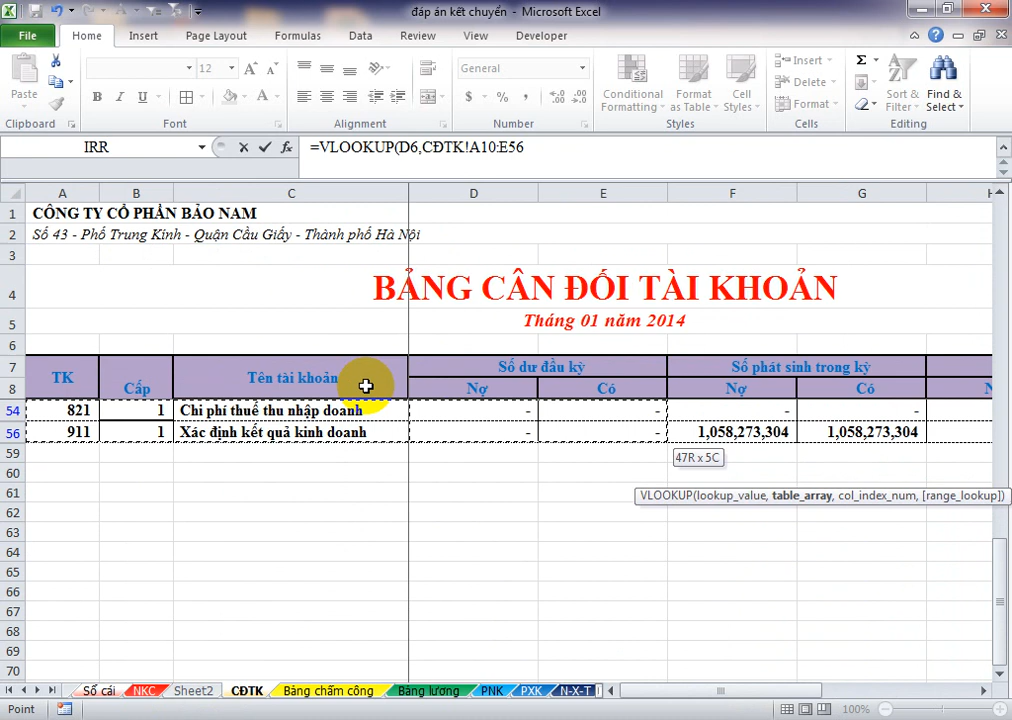 đáp án kết chuyển - Microsoft Excel
File Home Insert Page Layout Formulas Data Review View Developer
Paste 12 General Conditional Formatting Format as Table Cell Styles Insert Delete Format Sort & Filter Find & Select
Clipboard Font Alignment Number Styles Cells Editing
IRR =VLOOKUP(D6,CĐTK!A10:E56
A B C D E F G H
1 CÔNG TY CỔ PHẦN BẢO NAM
2 Số 43 - Phố Trung Kính - Quận Cầu Giấy - Thành phố Hà Nội
3
4 BẢNG CÂN ĐỐI TÀI KHOẢN
5 Tháng 01 năm 2014
6
7 TK Cấp Tên tài khoản Số dư đầu kỳ Số phát sinh trong kỳ
8 Nợ Có Nợ Có N
54 821 1 Chi phí thuế thu nhập doanh - - - -
56 911 1 Xác định kết quả kinh doanh - - 1,058,273,304 1,058,273,304
59 47R x 5C
60
61 VLOOKUP(lookup_value, table_array, col_index_num, [range_lookup])
62
63
64
65
66
67
68
69
70
Sổ cái NKC Sheet2 CĐTK Bảng chấm công Bảng lương PNK PXK N-X-T
Point 100%